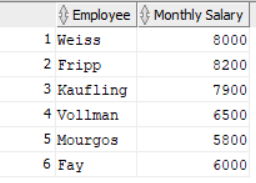 Employee Monthly Salary
1 Weiss 8000
2 Fripp 8200
3 Kaufling 7900
4 Vollman 6500
5 Mourgos 5800
6 Fay 6000